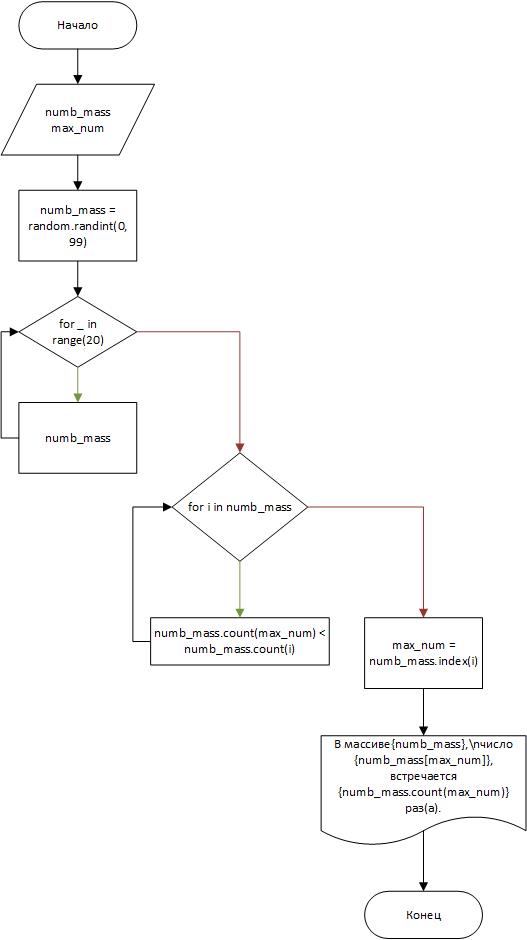 Начало
numb_mass
max_num
numb_mass =
random.randint(0,
99)
for _ in
range(20)
numb_mass
for i in numb_mass
numb_mass.count(max_num) <
numb_mass.count(i)
max_num =
numb_mass.index(i)
В массиве{numb_mass},\nчисло
{numb_mass[max_num]},
встречается
{numb_mass.count(max_num)}
раз(а).
Конец